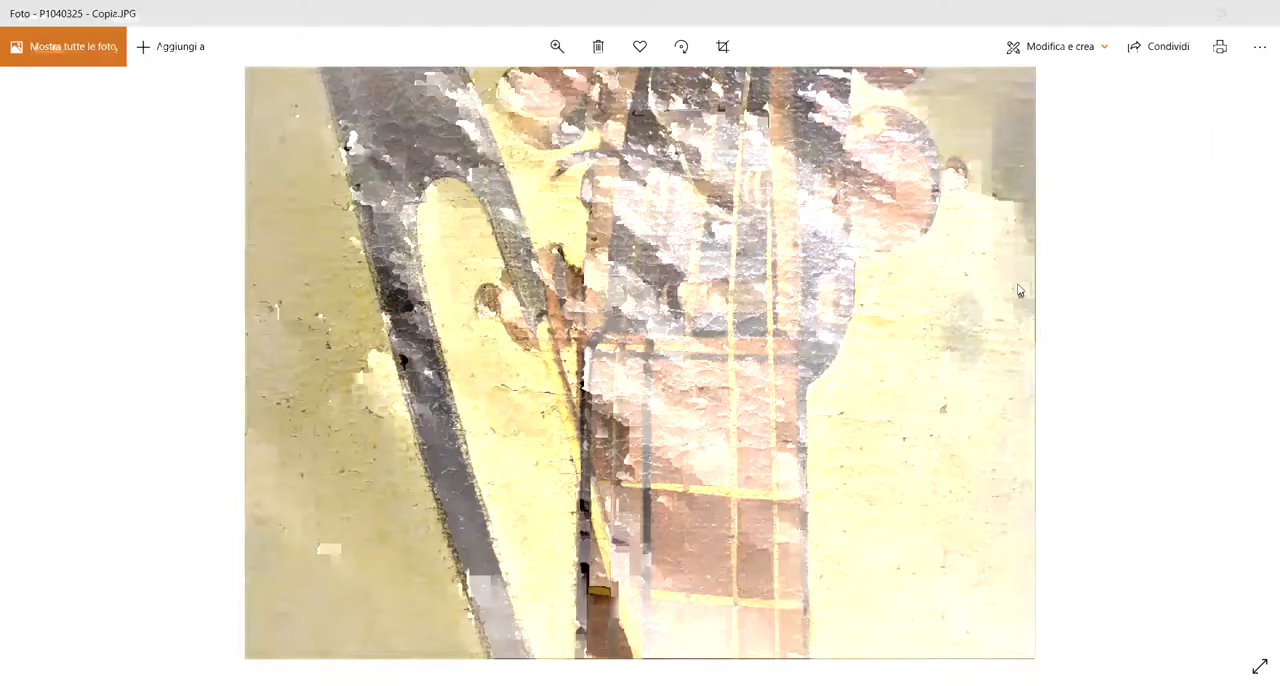 Foto - P1040325 - Copia.JPG
Mostra tutte le foto
Aggiungi a
Modifica e crea
Condividi